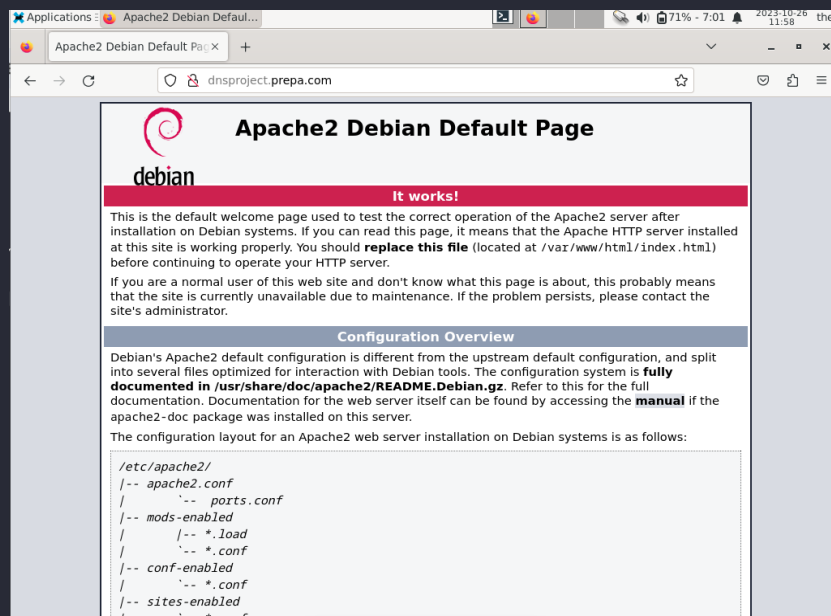 Applications
Apache2 Debian Defaul...
71% - 7:01
2023-10-26
11:58
the
Apache2 Debian Default Pag
dnsproject.prepa.com
debian
Apache2 Debian Default Page
It works!
This is the default welcome page used to test the correct operation of the Apache2 server after
installation on Debian systems. If you can read this page, it means that the Apache HTTP server installed
at this site is working properly. You should replace this file (located at /var/www/html/index.html)
before continuing to operate your HTTP server.
If you are a normal user of this web site and don't know what this page is about, this probably means
that the site is currently unavailable due to maintenance. If the problem persists, please contact the
site's administrator.
Configuration Overview
Debian's Apache2 default configuration is different from the upstream default configuration, and split
into several files optimized for interaction with Debian tools. The configuration system is fully
documented in /usr/share/doc/apache2/README.Debian.gz. Refer to this for the full
documentation. Documentation for the web server itself can be found by accessing the manual if the
apache2-doc package was installed on this server.
The configuration layout for an Apache2 web server installation on Debian systems is as follows:
/etc/apache2/
|-- apache2.conf
|       `--  ports.conf
|-- mods-enabled
|       |-- *.load
|       `-- *.conf
|-- conf-enabled
|       `-- *.conf
|-- sites-enabled